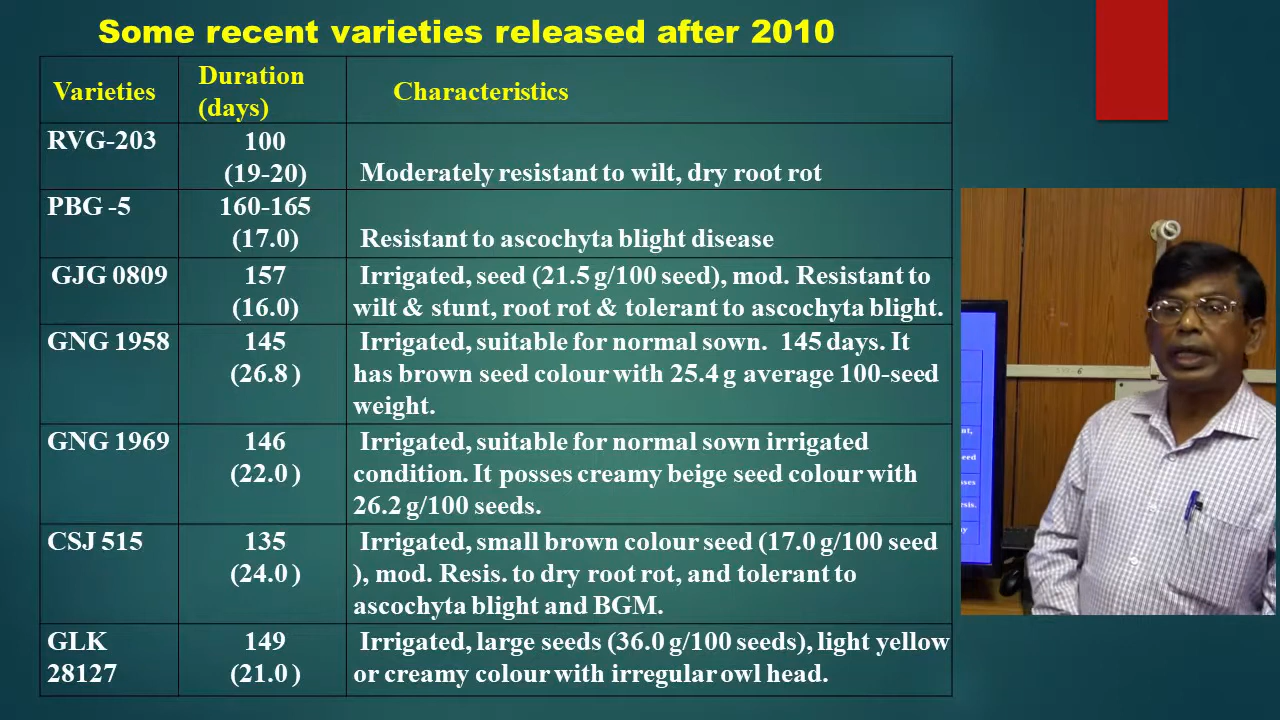 Some recent varieties released after 2010
Varieties
Duration
(days)
Characteristics
RVG-203
100
(19-20)
Moderately resistant to wilt, dry root rot
PBG -5
160-165
(17.0)
Resistant to ascochyta blight disease
GJG 0809
157
(16.0)
Irrigated, seed (21.5 g/100 seed), mod. Resistant to
wilt & stunt, root rot & tolerant to ascochyta blight.
GNG 1958
145
(26.8 )
Irrigated, suitable for normal sown. 145 days. It
has brown seed colour with 25.4 g average 100-seed
weight.
GNG 1969
146
(22.0 )
Irrigated, suitable for normal sown irrigated
condition. It posses creamy beige seed colour with
26.2 g/100 seeds.
CSJ 515
135
(24.0 )
Irrigated, small brown colour seed (17.0 g/100 seed
), mod. Resis. to dry root rot, and tolerant to
ascochyta blight and BGM.
GLK
28127
149
(21.0 )
Irrigated, large seeds (36.0 g/100 seeds), light yellow
or creamy colour with irregular owl head.